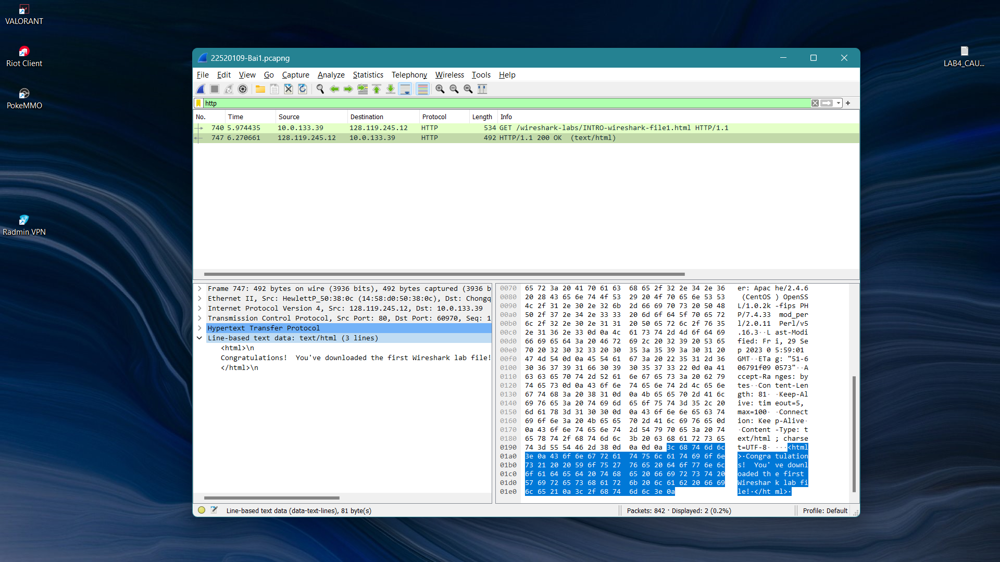 VALORANT
Riot Client
PokeMMO
Radmin VPN
LAB4_CAU...
22520109-Bai1.pcapng
File Edit View Go Capture Analyze Statistics Telephony Wireless Tools Help
http
No. Time Source Destination Protocol Length Info
740 5.974435 10.0.133.39 128.119.245.12 HTTP 534 GET /wireshark-labs/INTRO-wireshark-file1.html HTTP/1.1
747 6.270661 128.119.245.12 10.0.133.39 HTTP 492 HTTP/1.1 200 OK (text/html)
Frame 747: 492 bytes on wire (3936 bits), 492 bytes captured (3936 b
Ethernet II, Src: HewlettP_50:38:0c (14:58:d0:50:38:0c), Dst: Chongq
Internet Protocol Version 4, Src: 128.119.245.12, Dst: 10.0.133.39
Transmission Control Protocol, Src Port: 80, Dst Port: 60970, Seq: 1
Hypertext Transfer Protocol
Line-based text data: text/html (3 lines)
<html>\n
Congratulations!  You've downloaded the first Wireshark lab file!
</html>\n
0070 65 72 3a 20 41 70 61 63 68 65 2f 32 2e 34 2e 36 er: Apac he/2.4.6
0080 20 28 43 65 6e 74 4f 53 29 20 4f 70 65 6e 53 53 (CentOS ) OpenSS
0090 4c 2f 31 2e 30 2e 32 6b 2d 66 69 70 73 20 50 48 L/1.0.2k -fips PH
00a0 50 2f 37 2e 34 2e 33 33 20 6d 6f 64 5f 70 65 72 P/7.4.33 mod_per
00b0 6c 2f 32 2e 30 2e 31 31 20 50 65 72 6c 2f 76 35 l/2.0.11 Perl/v5
00c0 2e 31 36 2e 33 0d 0a 4c 61 73 74 2d 4d 6f 64 69 .16.3··L ast-Modi
00d0 66 69 65 64 3a 20 46 72 69 2c 20 32 39 20 53 65 fied: Fr i, 29 Se
00e0 70 20 32 30 32 33 20 30 35 3a 35 39 3a 30 31 20 p 2023 0 5:59:01
00f0 47 4d 54 0d 0a 45 54 61 67 3a 20 22 35 31 2d 36 GMT··ETa g: "51-6
0100 30 36 37 39 31 66 30 39 30 35 37 33 22 0d 0a 41 06791f09 0573"··A
0110 63 63 65 70 74 2d 52 61 6e 67 65 73 3a 20 62 79 ccept-Ra nges: by
0120 74 65 73 0d 0a 43 6f 6e 74 65 6e 74 2d 4c 65 6e tes··Con tent-Len
0130 67 74 68 3a 20 38 31 0d 0a 4b 65 65 70 2d 41 6c gth: 81· ·Keep-Al
0140 69 76 65 3a 20 74 69 6d 65 6f 75 74 3d 35 2c 20 ive: tim eout=5,
0150 6d 61 78 3d 31 30 30 0d 0a 43 6f 6e 6e 65 63 74 max=100· ·Connect
0160 69 6f 6e 3a 20 4b 65 65 70 2d 41 6c 69 76 65 0d ion: Kee p-Alive·
0170 0a 43 6f 6e 74 65 6e 74 2d 54 79 70 65 3a 20 74 ·Content -Type: t
0180 65 78 74 2f 68 74 6d 6c 3b 20 63 68 61 72 73 65 ext/html ; charse
0190 74 3d 55 54 46 2d 38 0d 0a 0d 0a 3c 68 74 6d 6c t=UTF-8· ···<html
01a0 3e 0a 43 6f 6e 67 72 61 74 75 6c 61 74 69 6f 6e >·Congra tulation
01b0 73 21 20 20 59 6f 75 27 76 65 20 64 6f 77 6e 6c s!  You' ve downl
01c0 6f 61 64 65 64 20 74 68 65 20 66 69 72 73 74 20 oaded th e first
01d0 57 69 72 65 73 68 61 72 6b 20 6c 61 62 20 66 69 Wireshar k lab fi
01e0 6c 65 21 0a 3c 2f 68 74 6d 6c 3e 0a le!·</ht ml>·
Line-based text data (data-text-lines), 81 byte(s)
Packets: 842 · Displayed: 2 (0.2%)
Profile: Default